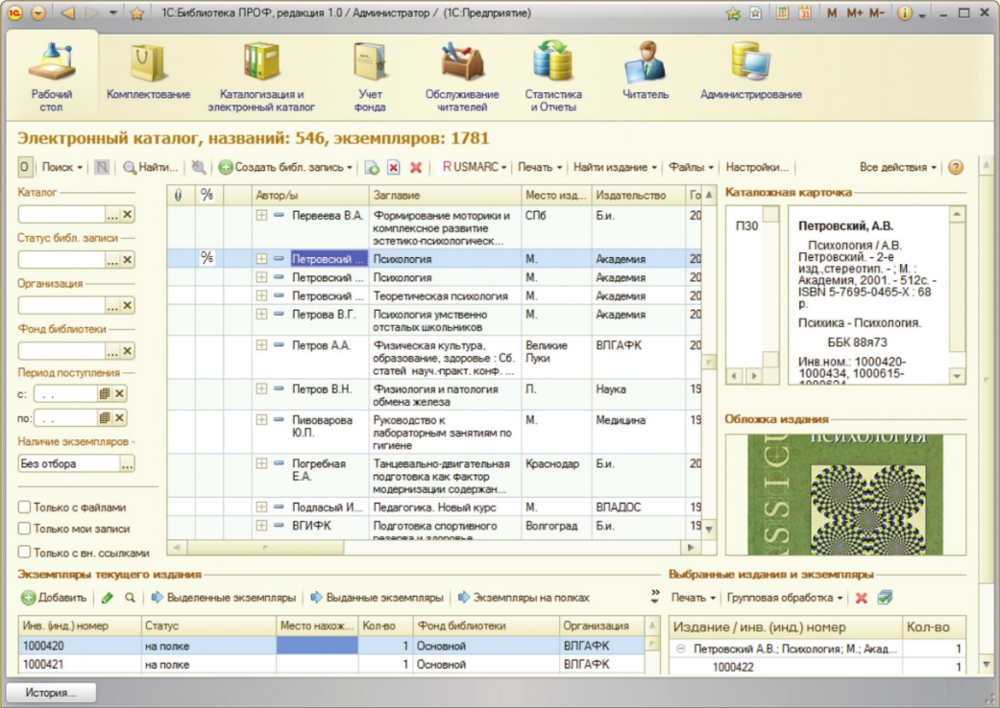 1С:Библиотека ПРОФ, редакция 1.0 / Администратор / (1С:Предприятие)
M M+ M-
Рабочий
стол
Комплектование
Каталогизация и
электронный каталог
Учет
фонда
Обслуживание
читателей
Статистика
и Отчеты
Читатель
Администрирование
Электронный каталог, названий: 546, экземпляров: 1781
О Поиск Найти... Создать библ. запись RUSMARC Печать Найти издание Файлы Настройки... Все действия
Каталог
... X
Статус библ. записи
... X
Организация
... X
Фонд библиотеки
... X
Период поступления
с: . . X
по: . . X
Наличие экземпляров
Без отбора ...
Только с файлами
Только мои записи
Только с вн. ссылками
% Автор/ы Заглавие Место изд... Издательство Го
Первеева В.А. Формирование моторики и СПб Б.и. 20
комплексное развитие
эстетико-психологическ...
% Петровский ... Психология М. Академия 20
Петровский ... Психология М. Академия 20
Петровский ... Теоретическая психология М. Академия 20
Петрова В.Г. Психология умственно М. Академия 20
отсталых школьников
Петров А.А. Физическая культура, Великие ВЛГАФК 20
образование, здоровье : Сб. Луки
статей науч.-практ. конф. ...
Петров В.Н. Физиология и патология Л. Наука 19
обмена железа
Пивоварова Руководство к М. Медицина 19
Ю.П. лабораторным занятиям по
гигиене
Погребная Танцевально-двигательная Краснодар Б.и. 20
Е.А. подготовка как фактор
модернизации содержан...
Подласый И... Педагогика. Новый курс М. ВЛАДОС 19
ВГИФК Подготовка спортивного Волгоград Б.и. 19
резерва и здоровье
Каталожная карточка
П30
Петровский, А.В.
Психология / А.В.
Петровский. - 2-е
изд.,стереотип. - ; М. :
Академия, 2001. - 512с. -
ISBN 5-7695-0465-X : 68
р.
Психика - Психология.
ББК 88я73
Инв.ном.: 1000420-
1000434, 1000615-
1000624
Обложка издания
ПСИХОЛОГИЯ
ASSICU
Экземпляры текущего издания
Добавить Выделенные экземпляры Выданные экземпляры Экземпляры на полках
Инв. (инд.) номер Статус Место нахож... Кол-во Фонд библиотеки Организация
1000420 на полке 1 Основной ВЛГАФК
1000421 на полке 1 Основной ВЛГАФК
Выбранные издания и экземпляры
Печать Групповая обработка
Издание / инв. (инд.) номер Кол-во
Петровский А.В.; Психология; М.; Акад... 1
1000422 1
История...